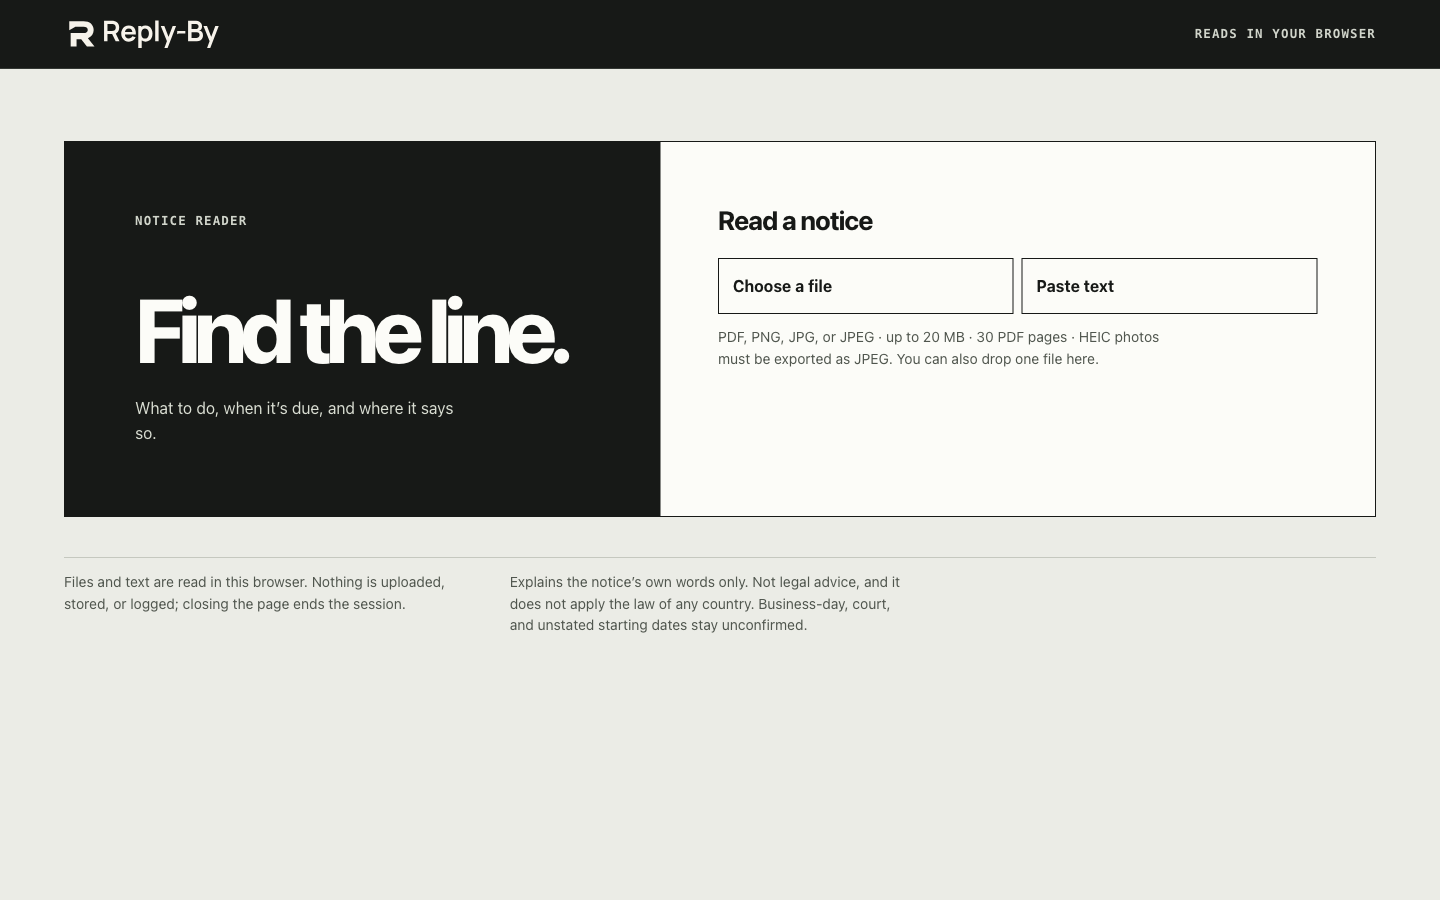 Reply-By
READS IN YOUR BROWSER
NOTICE READER
Find the line.
What to do, when it’s due, and where it says
so.
Read a notice
Choose a file
Paste text
PDF, PNG, JPG, or JPEG · up to 20 MB · 30 PDF pages · HEIC photos
must be exported as JPEG. You can also drop one file here.
Files and text are read in this browser. Nothing is uploaded,
stored, or logged; closing the page ends the session.
Explains the notice’s own words only. Not legal advice, and it
does not apply the law of any country. Business-day, court,
and unstated starting dates stay unconfirmed.